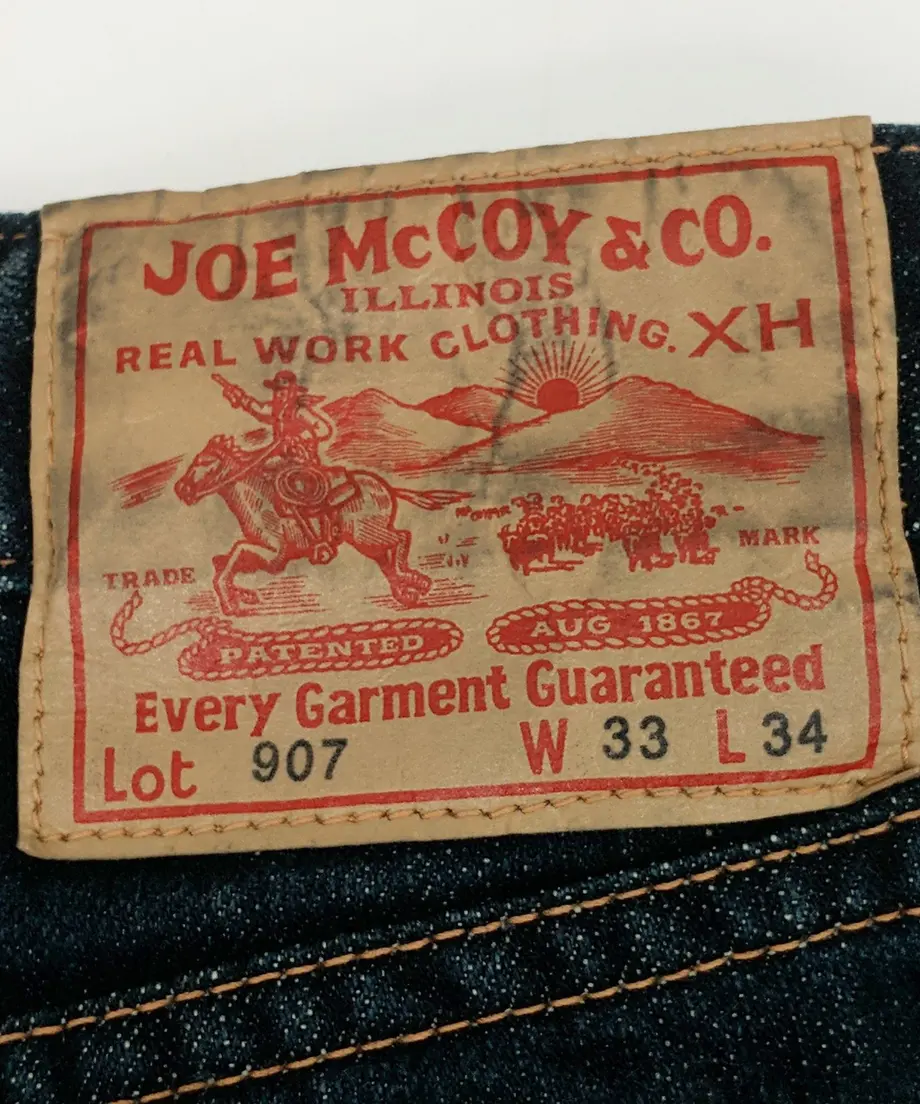 JOE McCOY & CO.
ILLINOIS
REAL WORK CLOTHING. XH
TRADE MARK
PATENTED AUG 1867
Every Garment Guaranteed
Lot 907 W 33 L 34